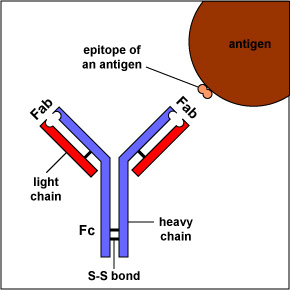 antigen
epitope of
an antigen
Fab
Fab
light
chain
Fc
heavy
chain
S-S bond